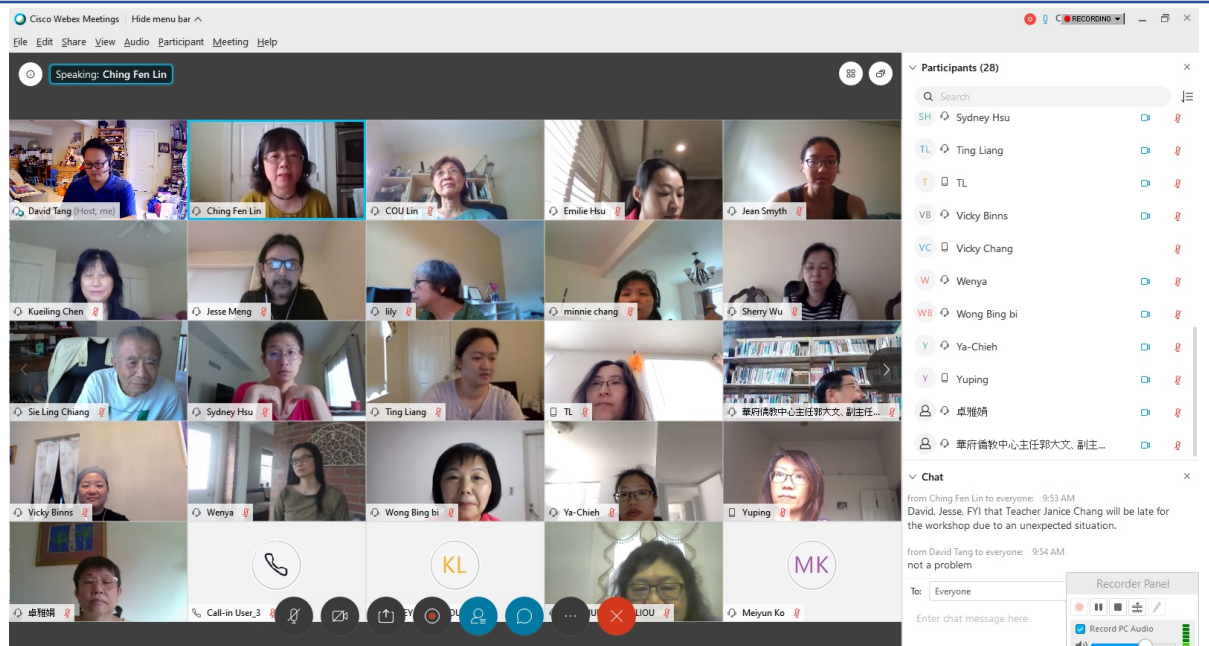 Cisco Webex Meetings Hide menu bar
RECORDING
File Edit Share View Audio Participant Meeting Help
Speaking: Ching Fen Lin
David Tang (Host, me)
Ching Fen Lin
COU Lin
Emilie Hsu
Jean Smyth
Kueiling Chen
Jesse Meng
lily
minnie chang
Sherry Wu
Sie Ling Chiang
Sydney Hsu
Ting Liang
TL
華府僑教中心主任郭大文、副主任...
Vicky Binns
Wenya
Wong Bing bi
Ya-Chieh
Yuping
卓雅娟
Call-in User_3
KL
LIOU
MK
Meiyun Ko
Participants (28)
Search
SH Sydney Hsu
TL Ting Liang
T TL
VB Vicky Binns
VC Vicky Chang
W Wenya
WB Wong Bing bi
Y Ya-Chieh
Y Yuping
卓雅娟
華府僑教中心主任郭大文、副主...
Chat
from Ching Fen Lin to everyone: 9:53 AM
David, Jesse, FYI that Teacher Janice Chang will be late for
the workshop due to an unexpected situation.
from David Tang to everyone: 9:54 AM
not a problem
To: Everyone
Enter chat message here
Recorder Panel
Record PC Audio